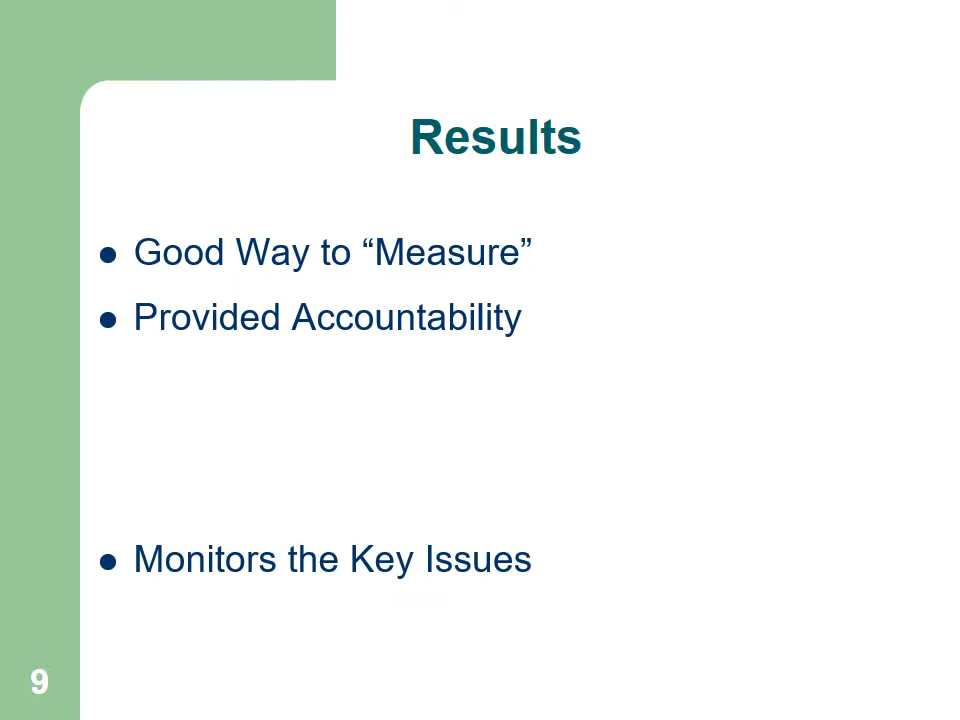 Results
Good Way to “Measure”
Provided Accountability
Monitors the Key Issues
9